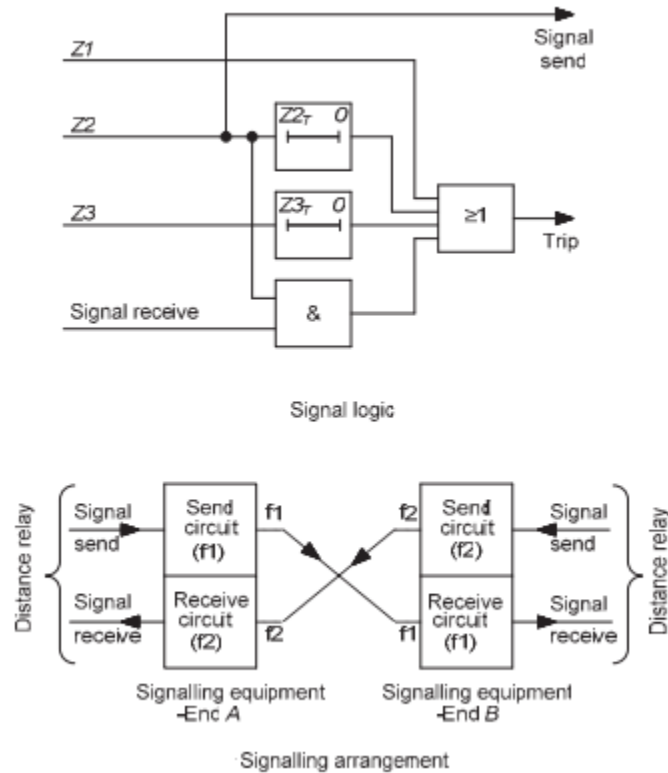 Signal
send
Z1
Z2
Z2T 0
Z3
Z3T 0
≥1
Trip
Signal receive
&
Signal logic
Distance relay
Signal
send
Signal
receive
Send
circuit
(f1)
Receive
circuit
(f2)
f1
f2
f2
f1
Send
circuit
(f2)
Receive
circuit
(f1)
Signal
send
Signal
receive
Distance relay
Signalling equipment
-End A
Signalling equipment
-End B
Signalling arrangement